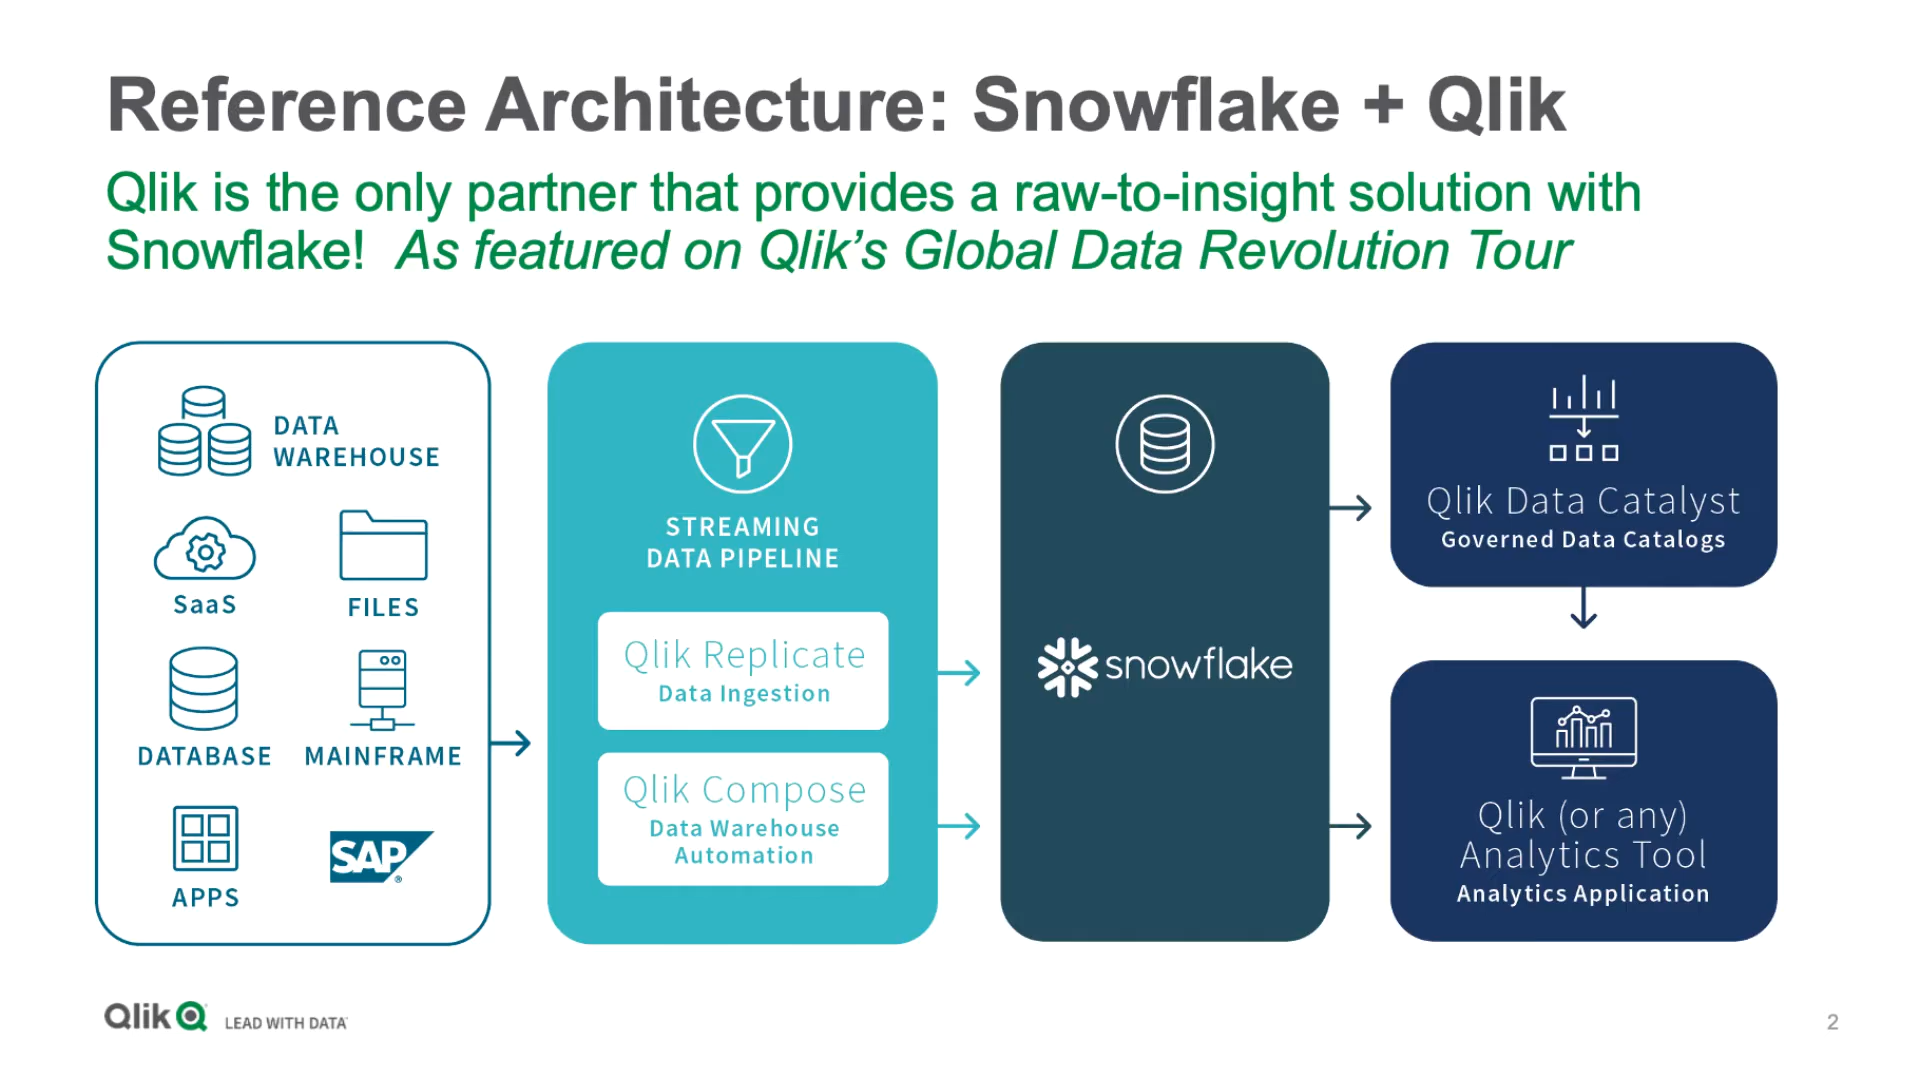 Reference Architecture: Snowflake + Qlik
Qlik is the only partner that provides a raw-to-insight solution with
Snowflake! As featured on Qlik’s Global Data Revolution Tour
DATA
WAREHOUSE
SaaS
FILES
DATABASE
MAINFRAME
APPS
SAP®
STREAMING
DATA PIPELINE
Qlik Replicate
Data Ingestion
Qlik Compose
Data Warehouse
Automation
snowflake
Qlik Data Catalyst
Governed Data Catalogs
Qlik (or any)
Analytics Tool
Analytics Application
Qlik
LEAD WITH DATA
2